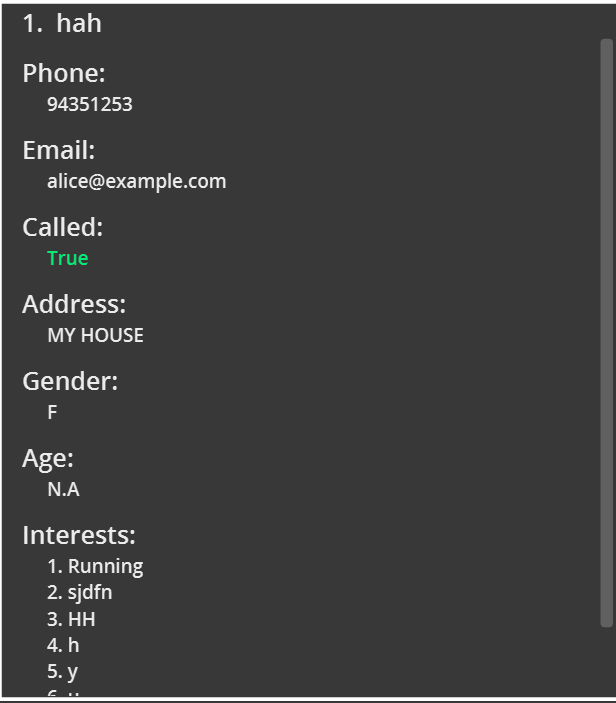 1. hah
Phone:
94351253
Email:
alice@example.com
Called:
True
Address:
MY HOUSE
Gender:
F
Age:
N.A
Interests:
1. Running
2. sjdfn
3. HH
4. h
5. y